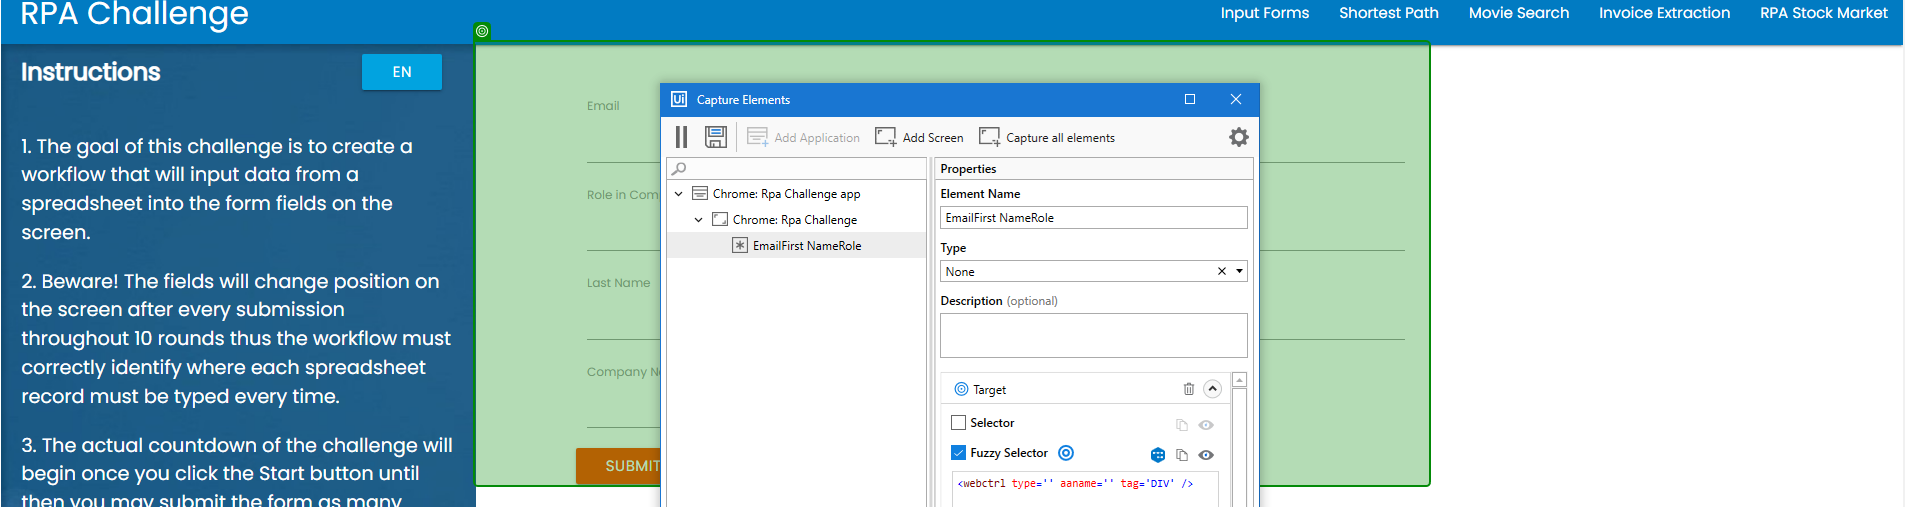 RPA Challenge
Input Forms
Shortest Path
Movie Search
Invoice Extraction
RPA Stock Market
Instructions
EN
1. The goal of this challenge is to create a
workflow that will input data from a
spreadsheet into the form fields on the
screen.
2. Beware! The fields will change position on
the screen after every submission
throughout 10 rounds thus the workflow must
correctly identify where each spreadsheet
record must be typed every time.
3. The actual countdown of the challenge will
begin once you click the Start button until
then you may submit the form as many
Email
Role in Com
Last Name
Company N
SUBMIT
Ui Capture Elements
Add Application
Add Screen
Capture all elements
Chrome: Rpa Challenge app
Chrome: Rpa Challenge
EmailFirst NameRole
Properties
Element Name
EmailFirst NameRole
Type
None
Description (optional)
Target
Selector
Fuzzy Selector
<webctrl type='' aaname='' tag='DIV' />